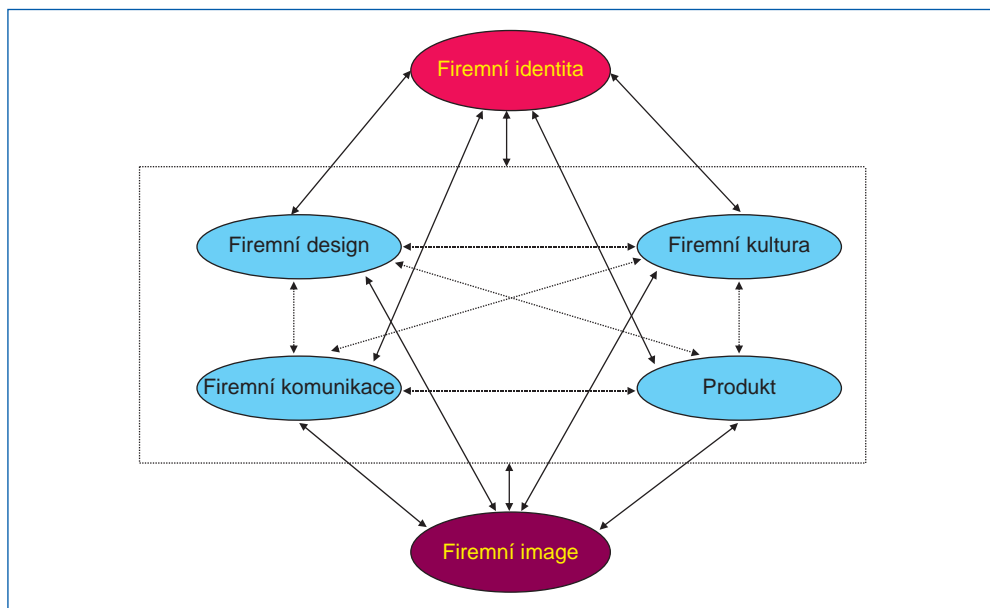 Firemní identita
Firemní design
Firemní kultura
Firemní komunikace
Produkt
Firemní image